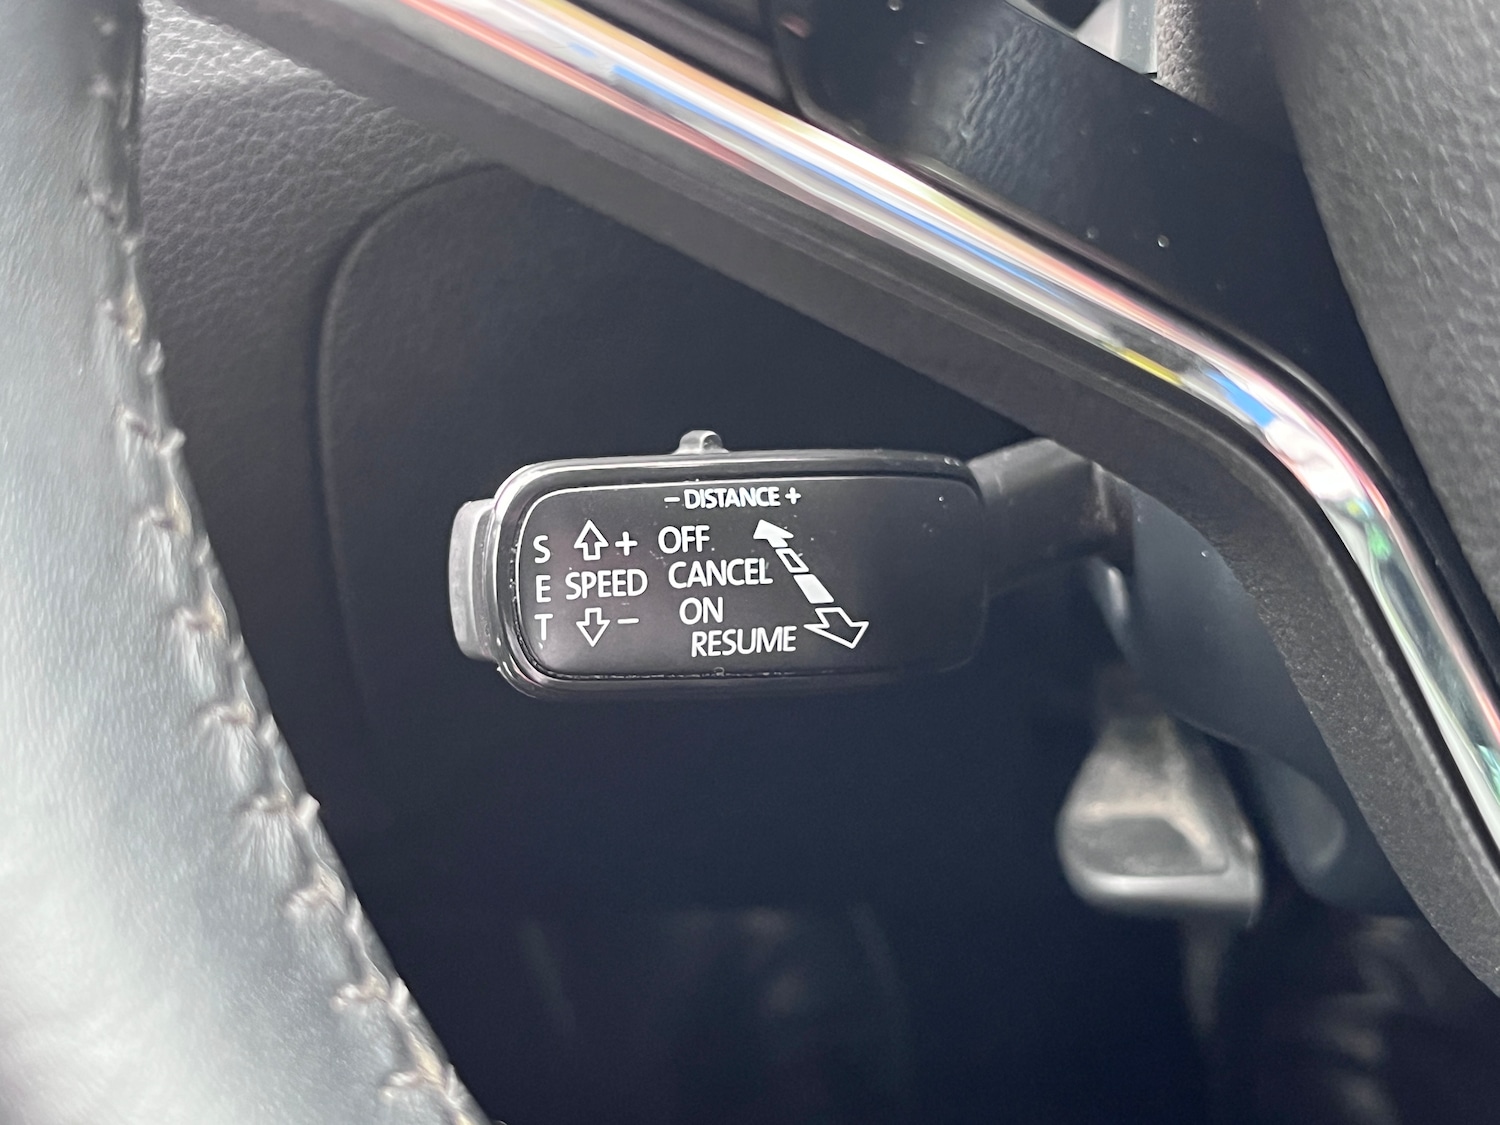 - DISTANCE +
S E T
+
SPEED
-
OFF
CANCEL
ON
RESUME